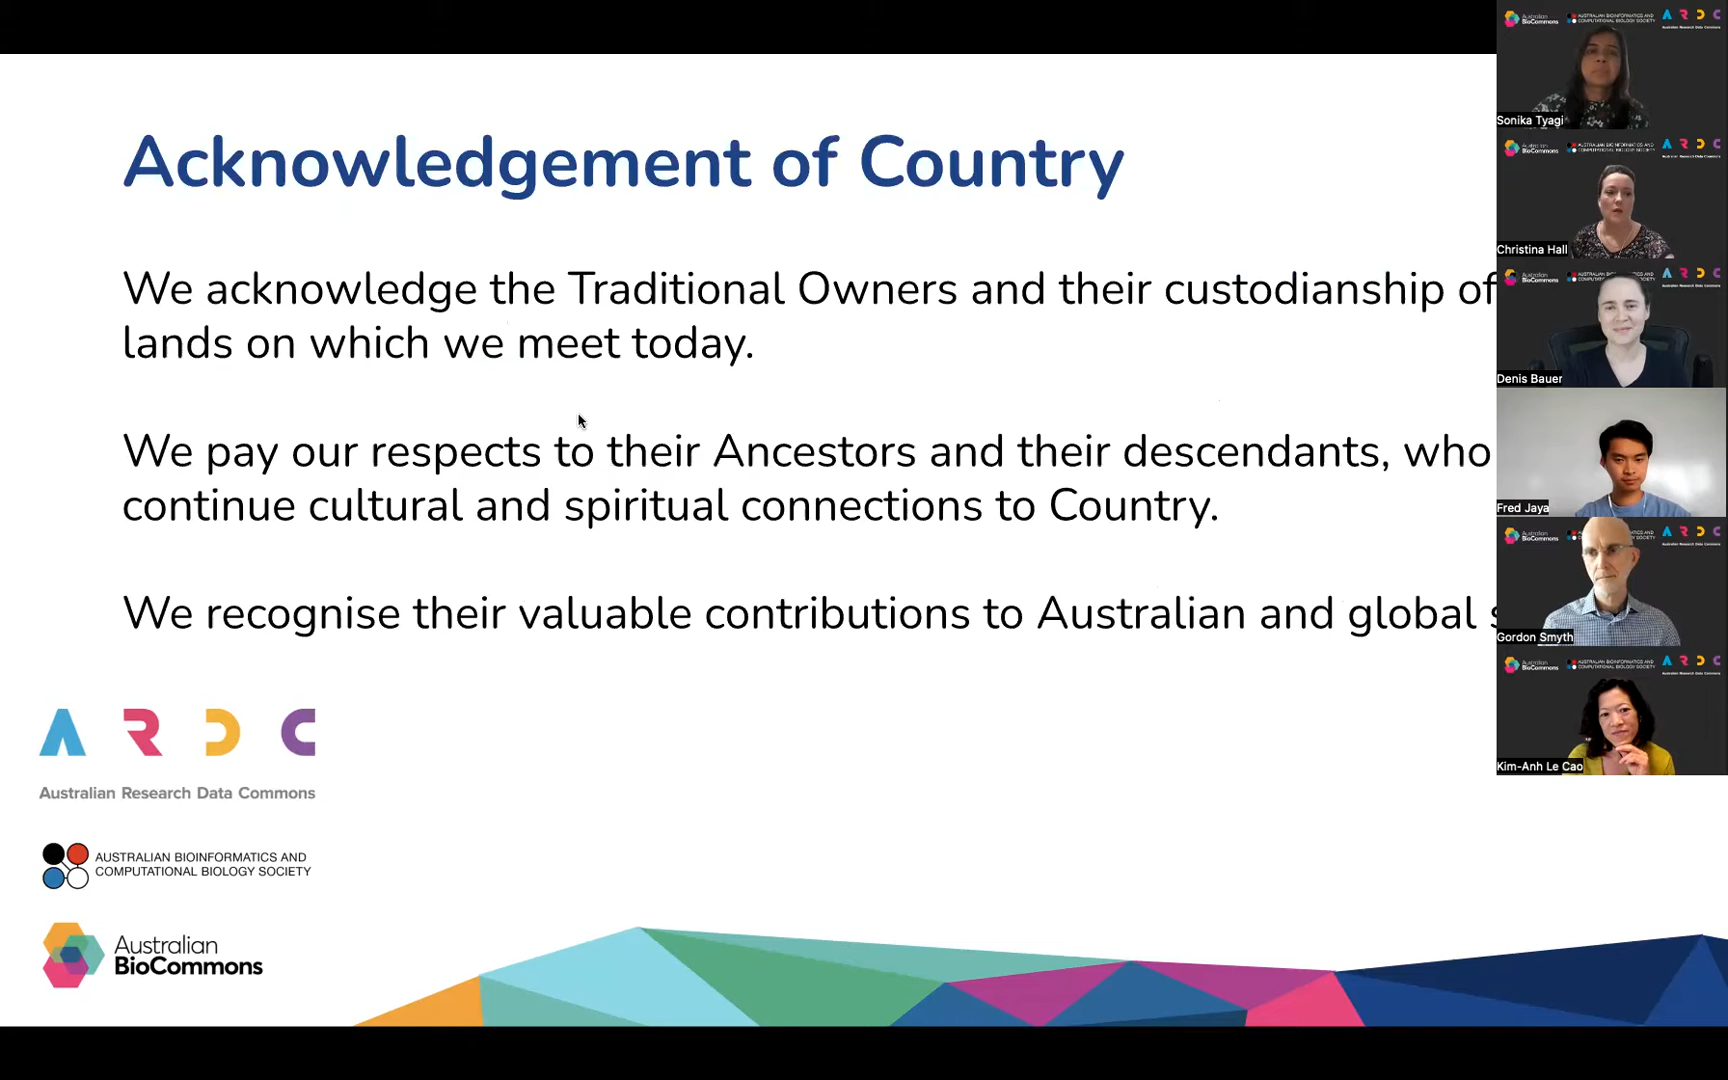 Acknowledgement of Country
We acknowledge the Traditional Owners and their custodianship of
lands on which we meet today.
We pay our respects to their Ancestors and their descendants, who
continue cultural and spiritual connections to Country.
We recognise their valuable contributions to Australian and global
A R D C
Australian Research Data Commons
AUSTRALIAN BIOINFORMATICS AND
COMPUTATIONAL BIOLOGY SOCIETY
Australian
BioCommons
Sonika Tyagi
Christina Hall
Denis Bauer
Fred Jaya
Gordon Smyth
Kim-Anh Le Cao